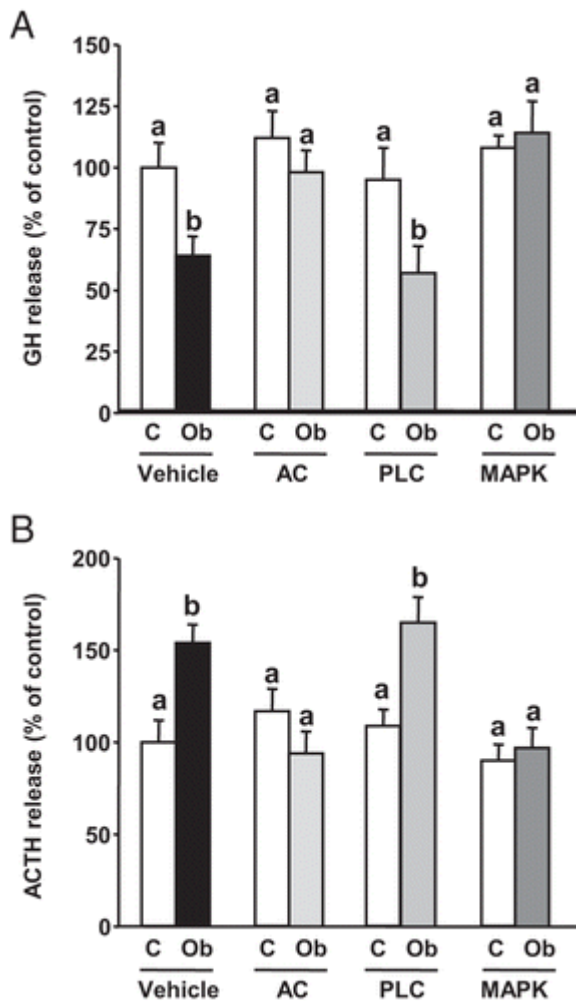 A
GH release (% of control)
150
125
100
75
50
25
0
a
b
a
a
a
b
a
a
C Ob C Ob C Ob C Ob
Vehicle AC PLC MAPK
B
ACTH release (% of control)
200
150
100
50
0
a
b
a
a
a
b
a
a
C Ob C Ob C Ob C Ob
Vehicle AC PLC MAPK